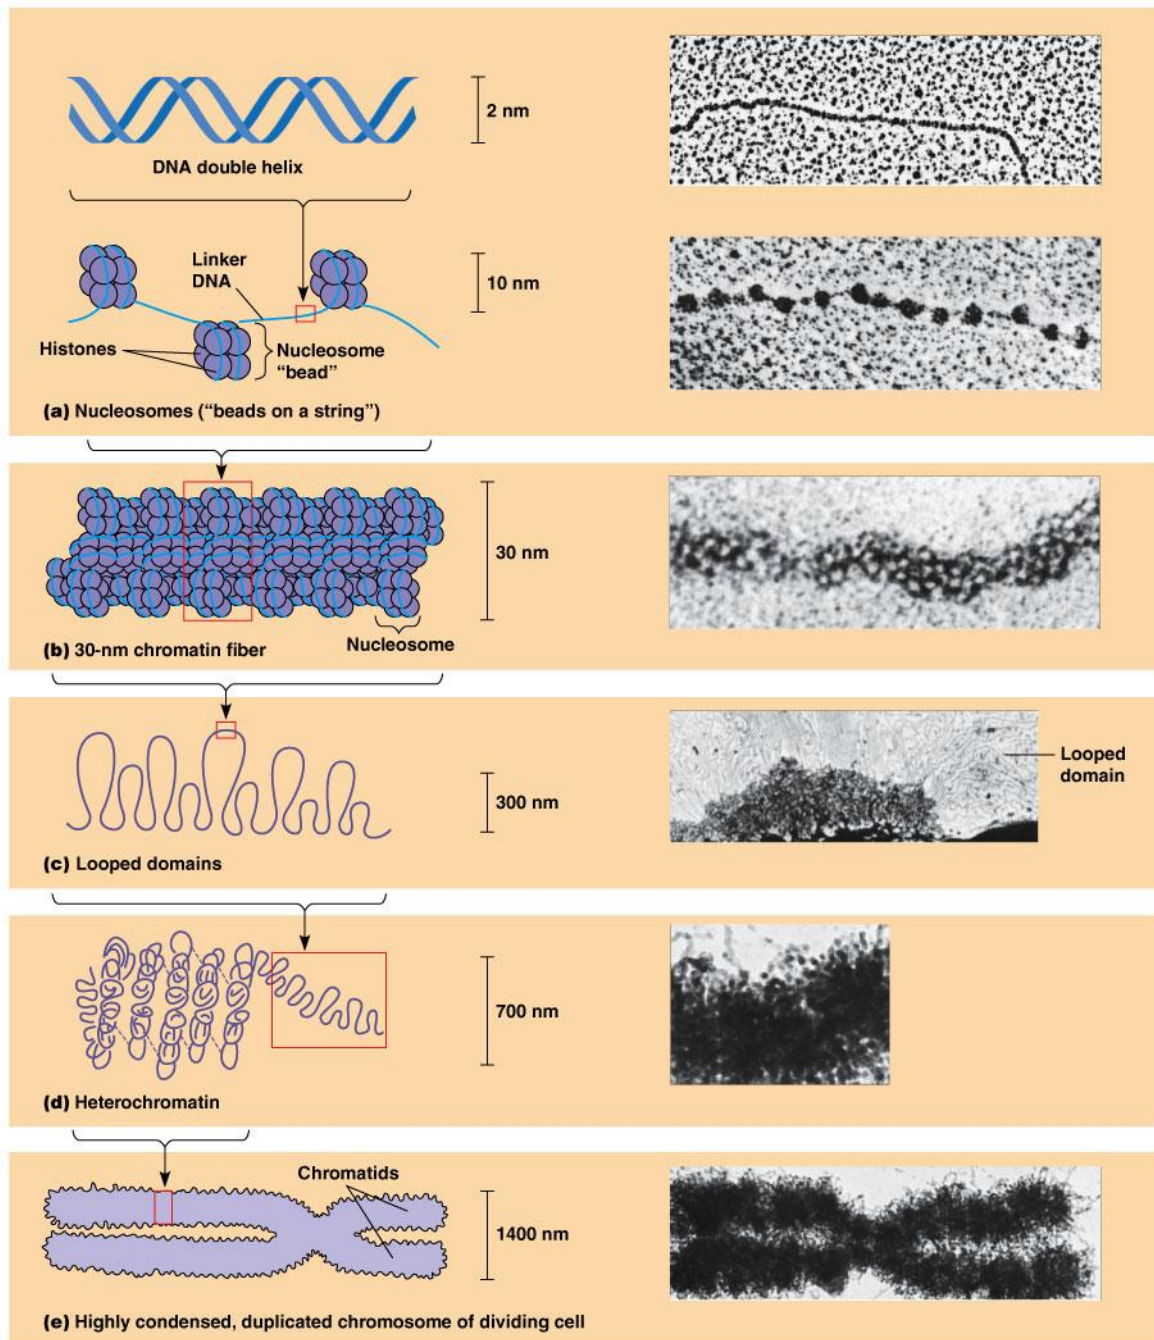 2 nm
DNA double helix
Linker
DNA
10 nm
Histones
Nucleosome
“bead”
(a) Nucleosomes (“beads on a string”)
30 nm
Nucleosome
(b) 30-nm chromatin fiber
Looped
domain
300 nm
(c) Looped domains
700 nm
(d) Heterochromatin
Chromatids
1400 nm
(e) Highly condensed, duplicated chromosome of dividing cell